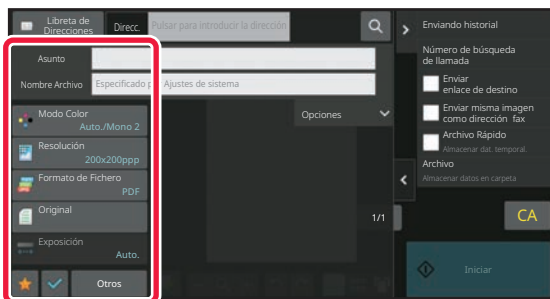 Libreta de
Direcciones
Direcc.
Pulsar para introducir la dirección
Asunto
Nombre Archivo
Especificado p Ajustes de sistema
Modo Color
Auto./Mono 2
Resolución
200x200ppp
Formato de Fichero
PDF
Original
Exposición
Auto.
Otros
Opciones
1/1
Enviando historial
Número de búsqueda
de llamada
Enviar
enlace de destino
Enviar misma imagen
como dirección fax
Archivo Rápido
Almacenar dat. temporal.
Archivo
Almacenar datos en carpeta
CA
Iniciar